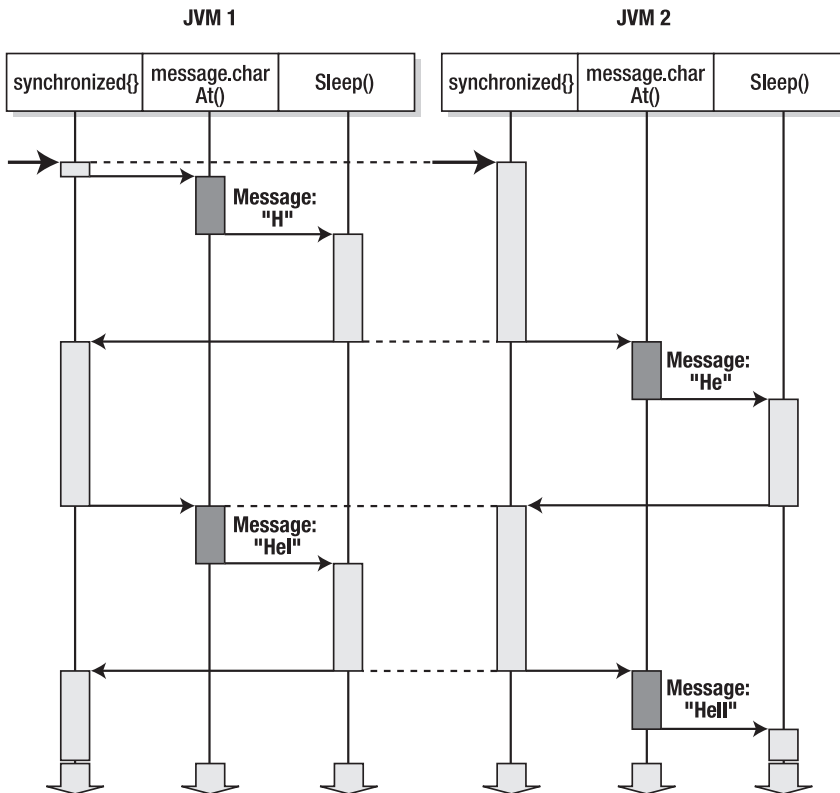 JVM 1
JVM 2
synchronized{}
message.char
At()
Sleep()
synchronized{}
message.char
At()
Sleep()
Message:
"H"
Message:
"He"
Message:
"Hel"
Message:
"Hell"